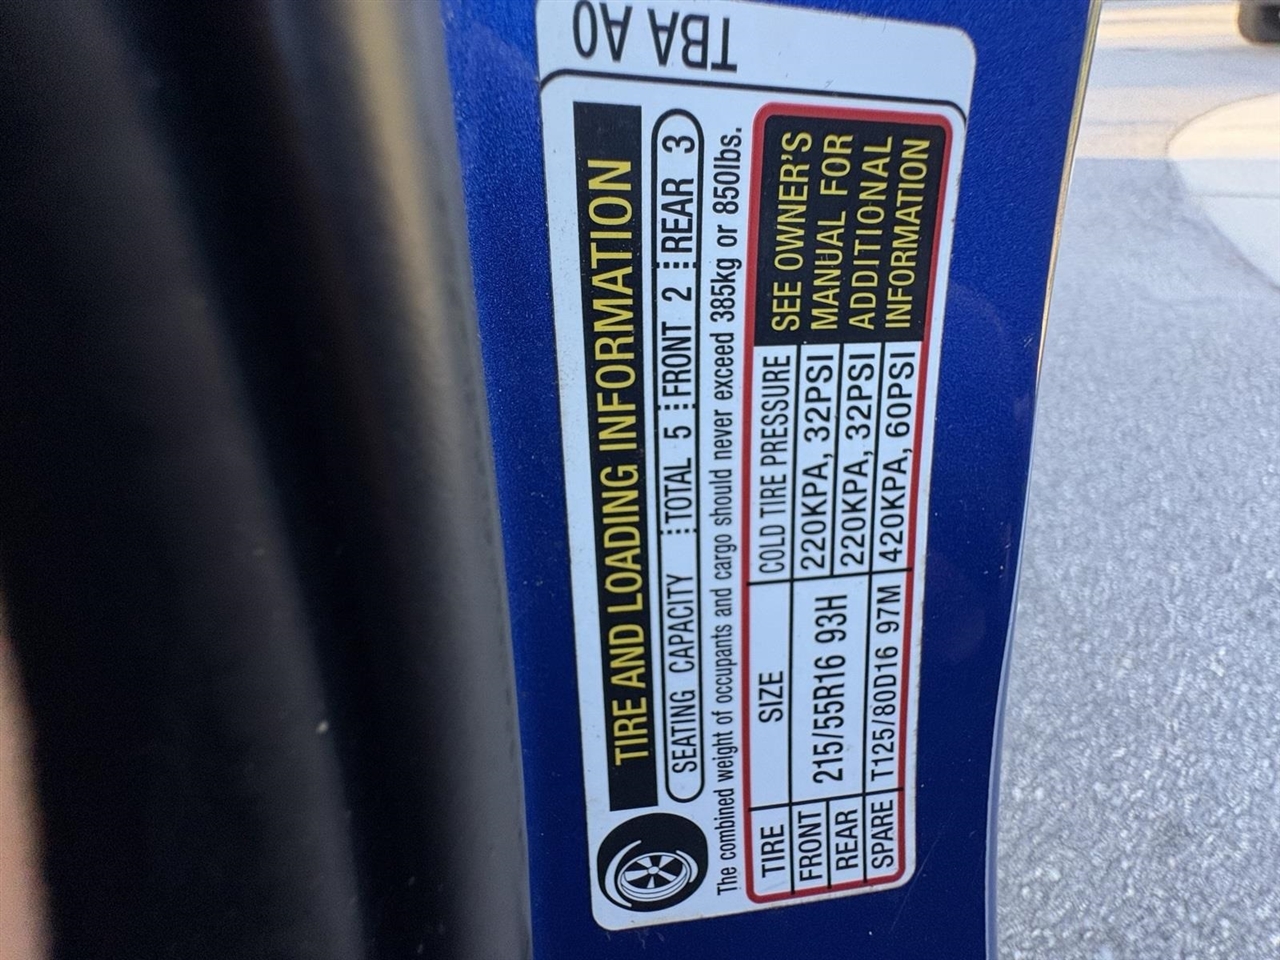 TBA A0
TIRE AND LOADING INFORMATION
SEATING CAPACITY TOTAL 5 FRONT 2 REAR 3
The combined weight of occupants and cargo should never exceed 385kg or 850lbs.
TIRE SIZE COLD TIRE PRESSURE
FRONT 215/55R16 93H 220KPA, 32PSI
REAR 220KPA, 32PSI
SPARE T125/80D16 97M 420KPA, 60PSI
SEE OWNER'S
MANUAL FOR
ADDITIONAL
INFORMATION